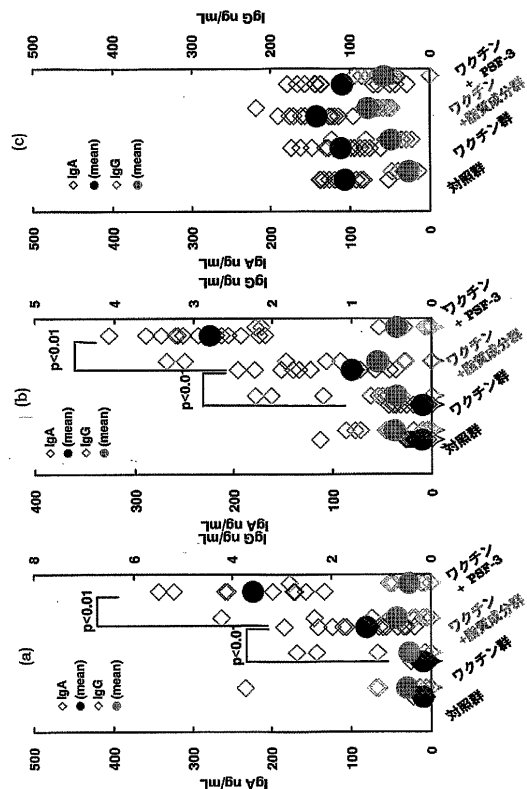 (a)
◇ IgA
● (mean)
◇ IgG
● (mean)
IgA ng/mL
400
300
200
100
0
IgG ng/mL
8
6
4
2
0
p<0.01
p<0.0
対照群
ワクチン群
ワクチン
+脂質成分群
ワクチン
+ PSF-3
(b)
◇ IgA
● (mean)
◇ IgG
● (mean)
IgA ng/mL
400
300
200
100
0
IgG ng/mL
5
4
3
2
1
0
p<0.01
p<0.0
対照群
ワクチン群
ワクチン
+脂質成分群
ワクチン
+ PSF-3
(c)
◇ IgA
● (mean)
◇ IgG
● (mean)
IgA ng/mL
500
400
300
200
100
0
IgG ng/mL
500
400
300
200
100
0
対照群
ワクチン群
ワクチン
+脂質成分群
ワクチン
+ PSF-3